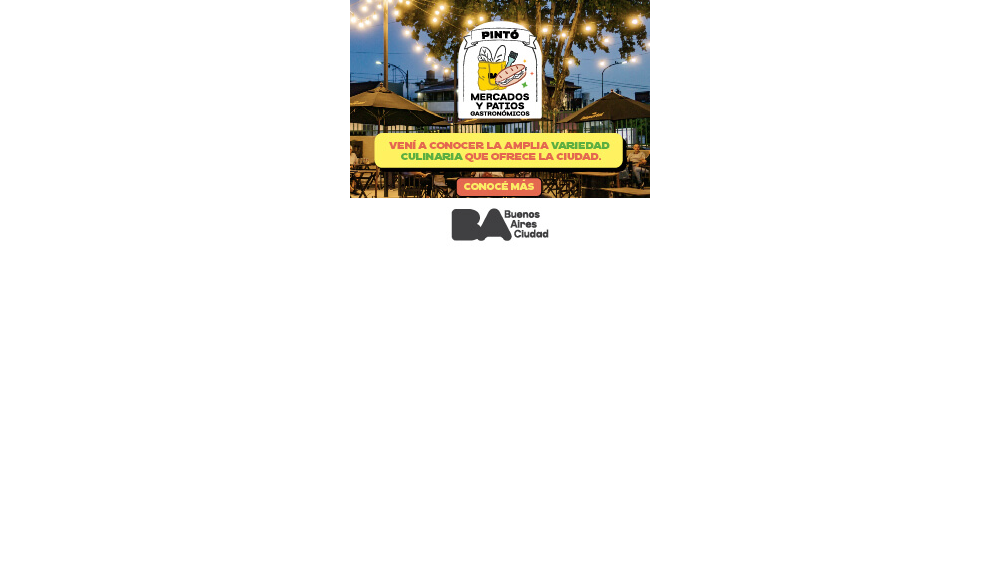 PINTÓ
M
MERCADOS
Y PATIOS
GASTRONÓMICOS
VENÍ A CONOCER LA AMPLIA VARIEDAD
CULINARIA QUE OFRECE LA CIUDAD.
CONOCÉ MÁS
BA Buenos
Aires
Ciudad